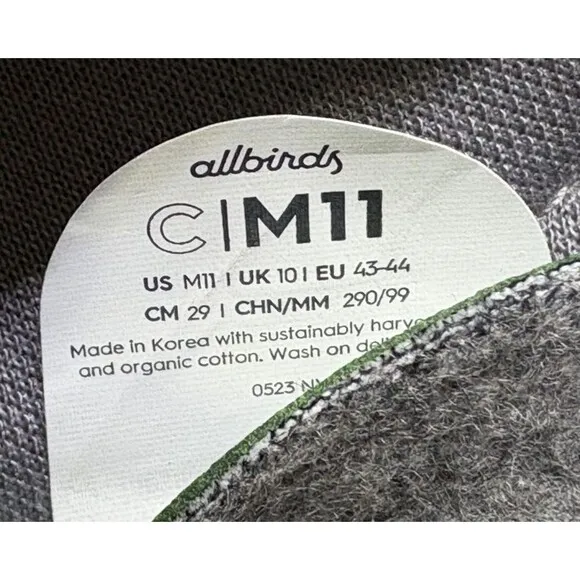 allbirds
C | M11
US M11 | UK 10 | EU 43-44
CM 29 | CHN/MM 290/99
Made in Korea with sustainably
and organic cotton. Wash on
0523